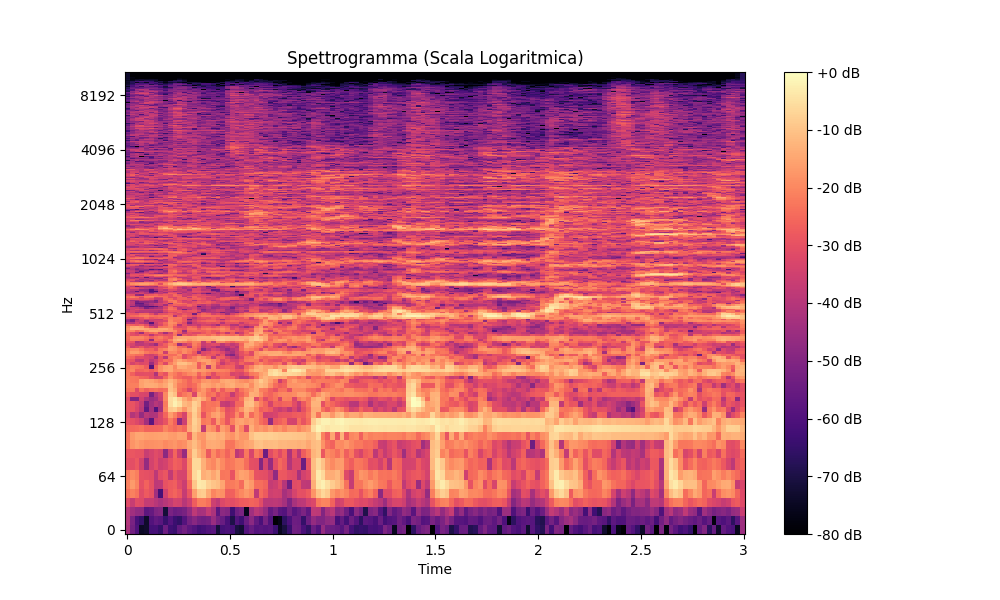 Spettrogramma (Scala Logaritmica)
8192
4096
2048
1024
512
256
128
64
0
Hz
0
0.5
1
1.5
2
2.5
3
Time
+0 dB
-10 dB
-20 dB
-30 dB
-40 dB
-50 dB
-60 dB
-70 dB
-80 dB